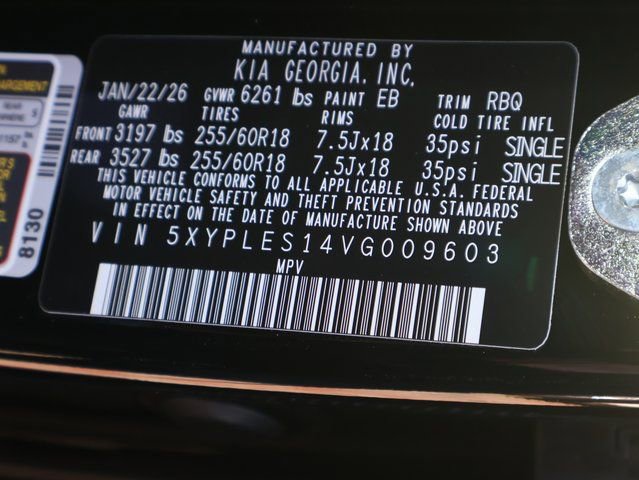 MANUFACTURED BY
KIA GEORGIA, INC.
JAN/22/26 GVWR 6261 lbs PAINT EB TRIM RBQ
GAWR TIRES RIMS COLD TIRE INFL
FRONT 3197 lbs 255/60R18 7.5Jx18 35psi SINGLE
REAR 3527 lbs 255/60R18 7.5Jx18 35psi SINGLE
THIS VEHICLE CONFORMS TO ALL APPLICABLE U.S.A. FEDERAL
MOTOR VEHICLE SAFETY AND THEFT PREVENTION STANDARDS
IN EFFECT ON THE DATE OF MANUFACTURE SHOWN ABOVE
VIN 5XYPLES14VG009603
MPV
8130